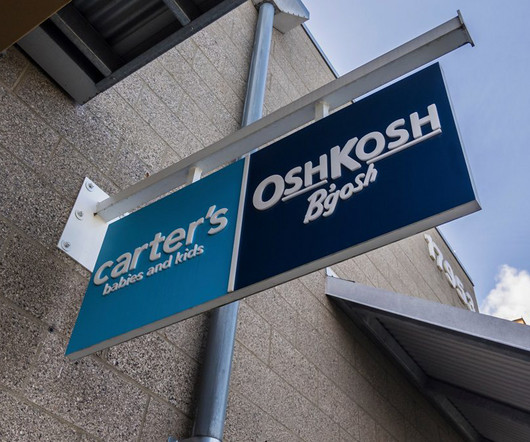 carter's
babies and kids
OSHKOSH
B'gosh